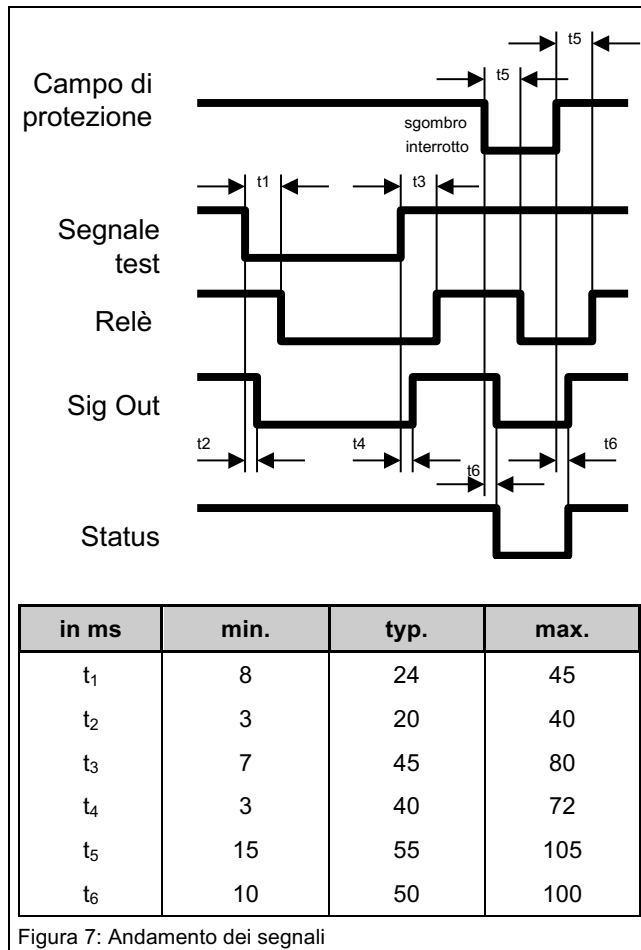 t5
t5
Campo di
protezione
sgombro
interrotto
t1
t3
Segnale
test
Relè
Sig Out
t2
t4
t6
t6
Status
in ms min. typ. max.
t1 8 24 45
t2 3 20 40
t3 7 45 80
t4 3 40 72
t5 15 55 105
t6 10 50 100
Figura 7: Andamento dei segnali